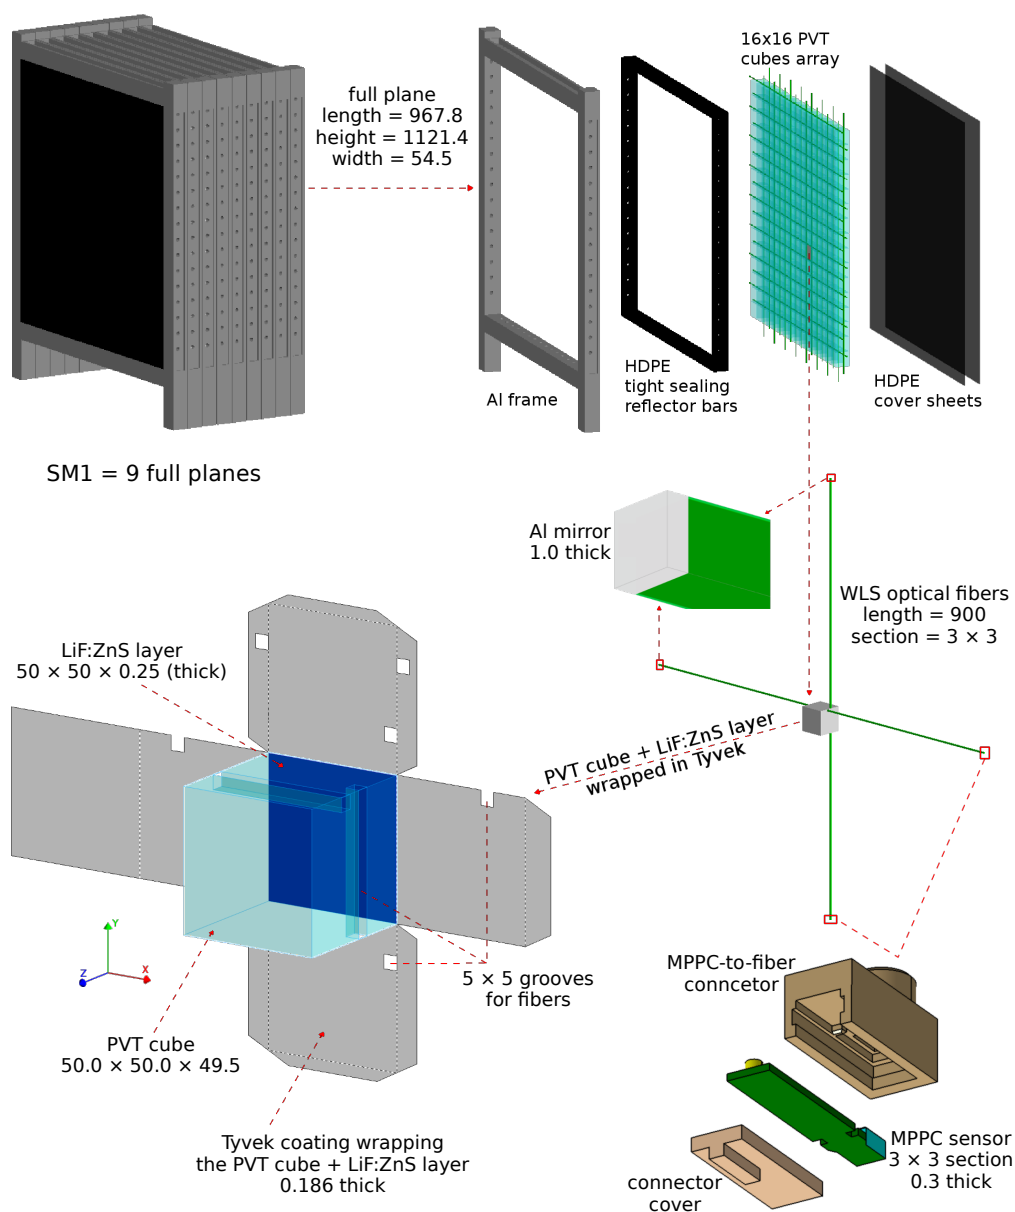 16x16 PVT
cubes array
full plane
length = 967.8
height = 1121.4
width = 54.5
HDPE
tight sealing
reflector bars
HDPE
cover sheets
Al frame
SM1 = 9 full planes
Al mirror
1.0 thick
WLS optical fibers
length = 900
section = 3 × 3
LiF:ZnS layer
50 × 50 × 0.25 (thick)
PVT cube + LiF:ZnS layer
wrapped in Tyvek
Y
Z
X
5 × 5 grooves
for fibers
MPPC-to-fiber
conncetor
PVT cube
50.0 × 50.0 × 49.5
Tyvek coating wrapping
the PVT cube + LiF:ZnS layer
0.186 thick
MPPC sensor
3 × 3 section
0.3 thick
connector
cover